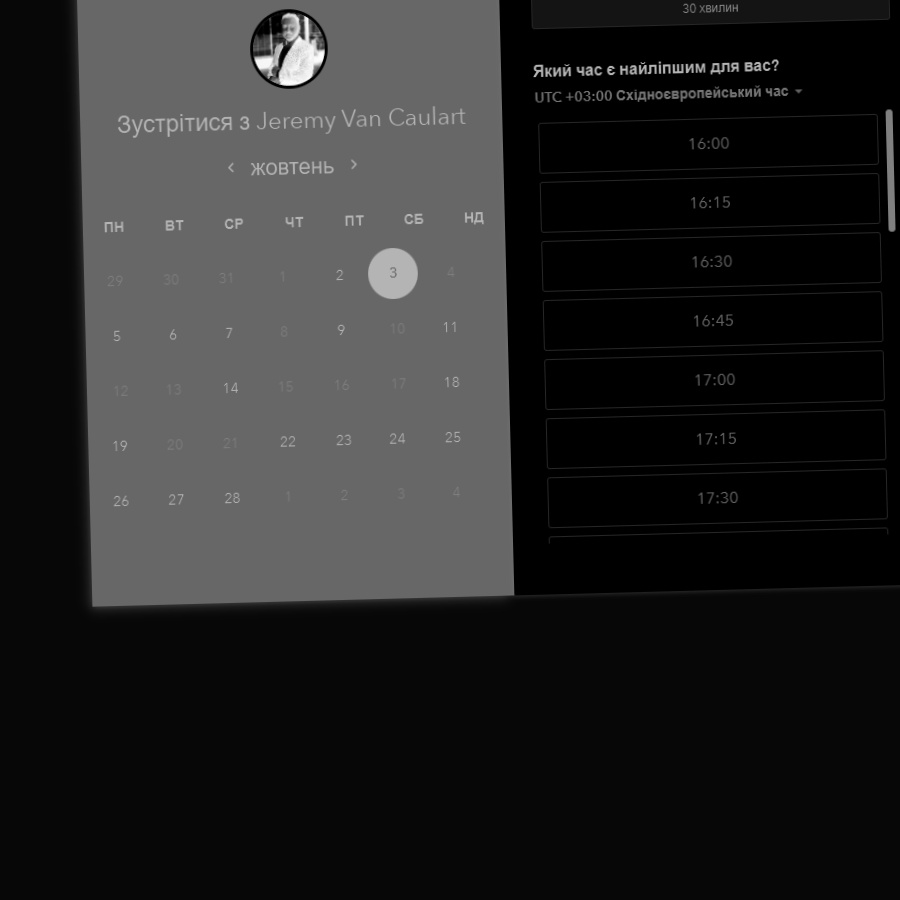 Зустрітися з Jeremy Van Caulart
жовтень
ПН ВТ СР ЧТ ПТ СБ НД
29 30 31 1 2 3 4
5 6 7 8 9 10 11
12 13 14 15 16 17 18
19 20 21 22 23 24 25
26 27 28 1 2 3 4
30 хвилин
Який час є найліпшим для вас?
UTC +03:00 Східноєвропейський час
16:00
16:15
16:30
16:45
17:00
17:15
17:30